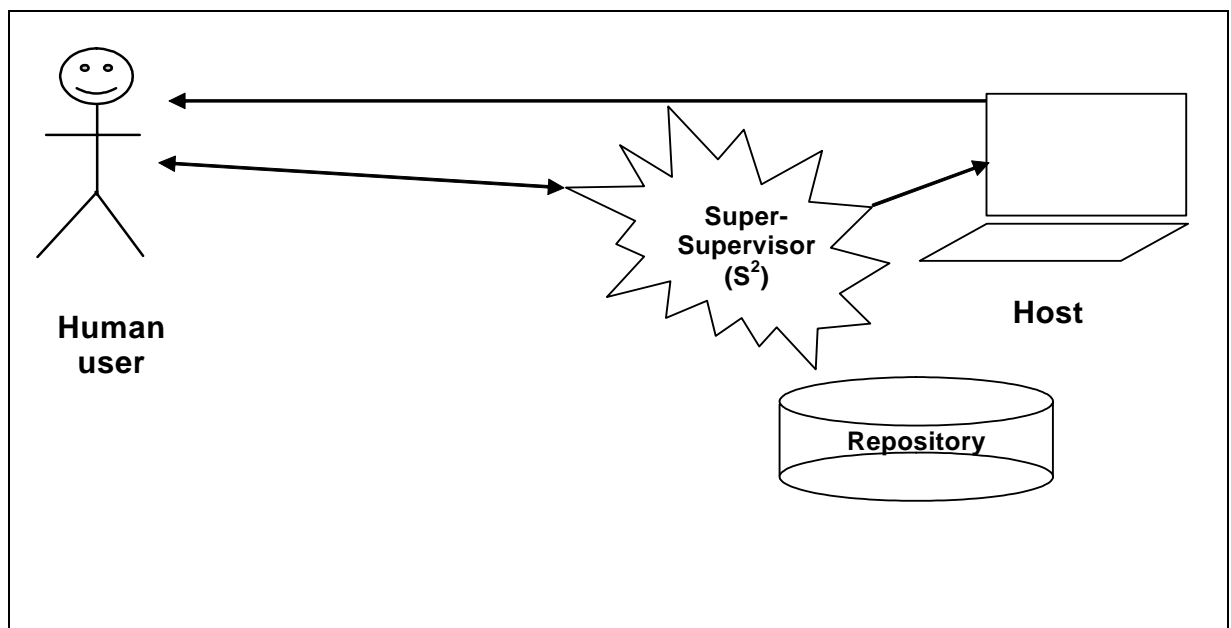 Super-
Supervisor
(S²)
Host
Human
user
Repository